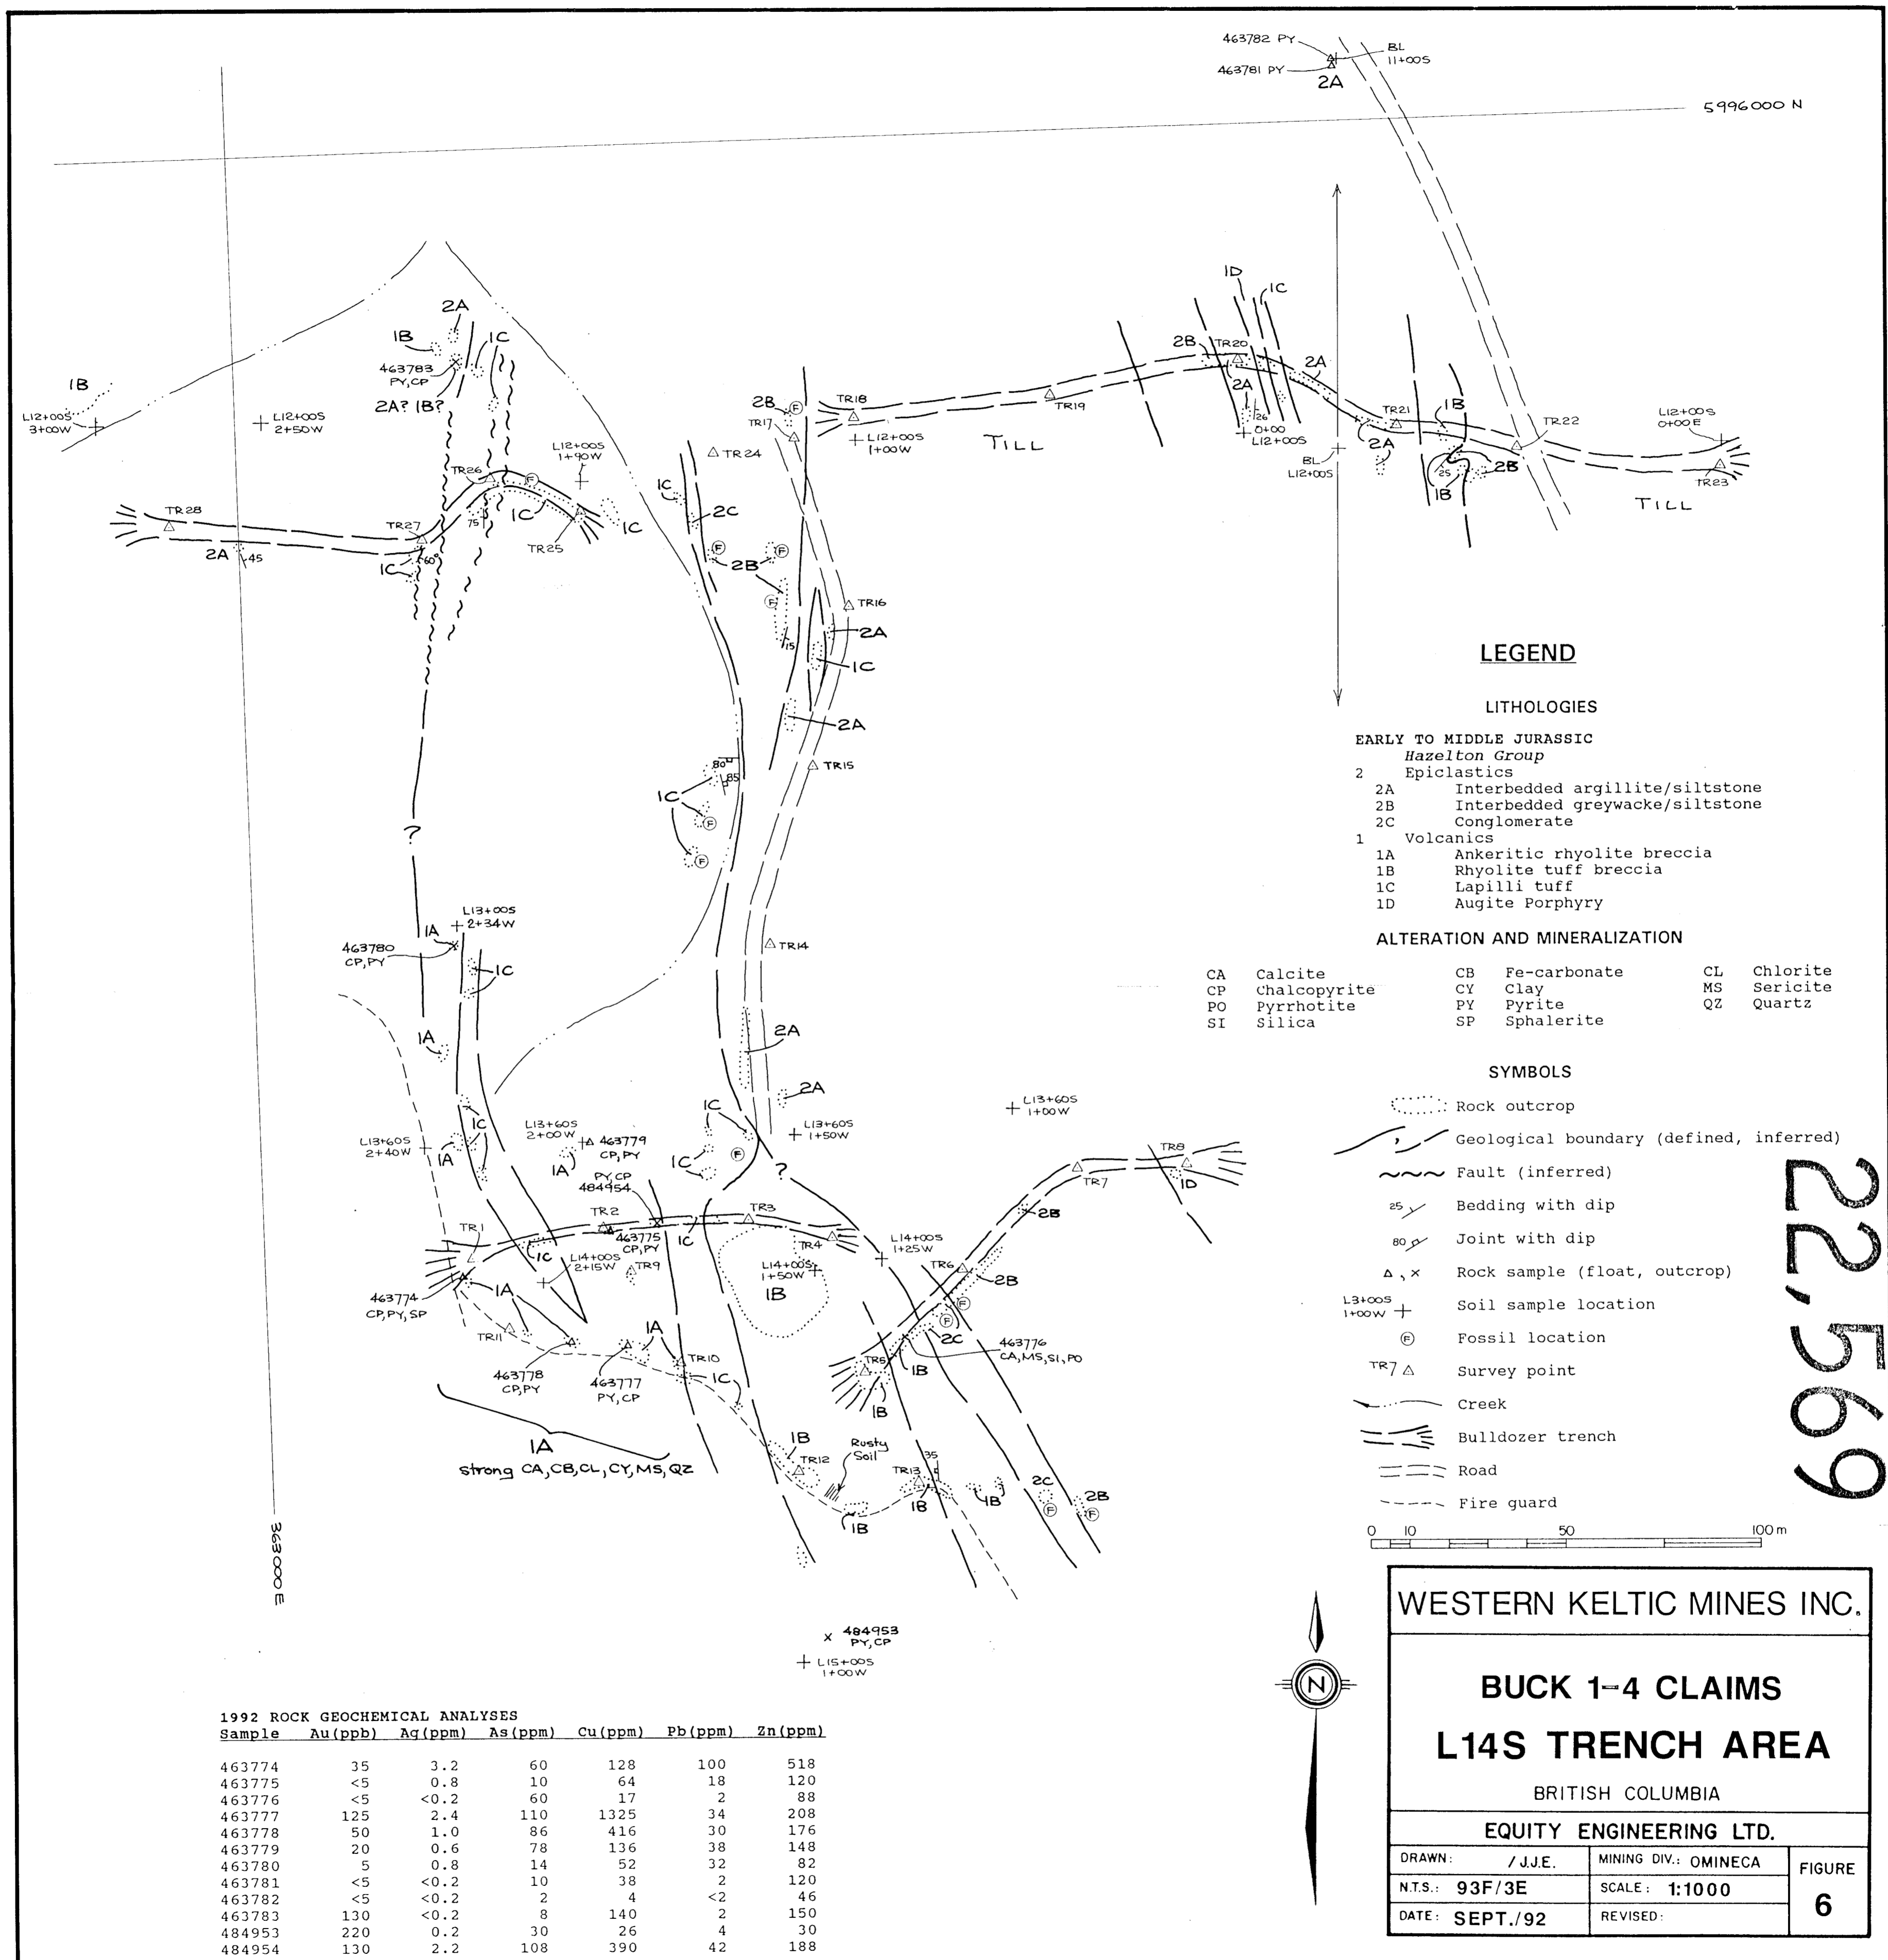 463782 PY
BL
11+00S
463781 PY
2A
5996000 N
1D
1C
2A
1B
1C
463783
PY,CP
2A? 1B?
1B
L12+00S
3+00W
L12+00S
2+50W
L12+00S
1+90W
2B
F
TR17
TR18
L12+00S
1+00W
TR19
TILL
2B
TR20
2A
2A
26
0+00
L12+00S
BL
L12+00S
TR21
2A
1B
25
2B
1B
TR22
L12+00S
0+00E
TR23
TILL
TR24
TR26
F
75
1C
TR25
1C
1C
2C
TR28
2A
45
TR27
60°
1C
F
F
2B
F
15
TR16
2A
1C
2A
TR15
80
85
1C
F
F
?
L13+00S
2+34W
1A
463780
CP,PY
1C
TR14
1A
2A
2A
1C
L13+60S
2+40W
1A
1C
L13+60S
2+00W
463779
CP,PY
1A
PY,CP
484954
1C
F
L13+60S
1+50W
L13+60S
1+00W
?
TR7
TR8
1D
TR1
TR2
463775
CP,PY
1C
1C
TR3
TR4
L14+00S
1+25W
2B
L14+00S
2+15W
TR9
L14+00S
1+50W
1B
TR6
2B
F
F
2C
463774
CP,PY,SP
1A
TR11
463778
CP,PY
463777
PY,CP
1A
TR10
1C
TR5
1B
1B
463776
CA,MS,SI,PO
1A
strong CA,CB,CL,CY,MS,QZ
1B
TR12
Rusty
Soil
1B
TR13
35
1B
1B
2C
F
2B
F
363000E
484953
PY,CP
L15+00S
1+00W
LEGEND
LITHOLOGIES
EARLY TO MIDDLE JURASSIC
Hazelton Group
2 Epiclastics
2A Interbedded argillite/siltstone
2B Interbedded greywacke/siltstone
2C Conglomerate
1 Volcanics
1A Ankeritic rhyolite breccia
1B Rhyolite tuff breccia
1C Lapilli tuff
1D Augite Porphyry
ALTERATION AND MINERALIZATION
CA Calcite CB Fe-carbonate CL Chlorite
CP Chalcopyrite CY Clay MS Sericite
PO Pyrrhotite PY Pyrite QZ Quartz
SI Silica SP Sphalerite
SYMBOLS
Rock outcrop
Geological boundary (defined, inferred)
Fault (inferred)
25 Bedding with dip
80 Joint with dip
Δ , × Rock sample (float, outcrop)
L3+00S
1+00W Soil sample location
F Fossil location
TR7 Δ Survey point
Creek
Bulldozer trench
Road
Fire guard
0 10 50 100 m
22,569
N
WESTERN KELTIC MINES INC.
BUCK 1-4 CLAIMS
L14S TRENCH AREA
BRITISH COLUMBIA
EQUITY ENGINEERING LTD.
DRAWN: / J.J.E. MINING DIV.: OMINECA FIGURE
N.T.S.: 93F/3E SCALE: 1:1000 6
DATE: SEPT./92 REVISED:
1992 ROCK GEOCHEMICAL ANALYSES
Sample Au(ppb) Ag(ppm) As(ppm) Cu(ppm) Pb(ppm) Zn(ppm)
463774 35 3.2 60 128 100 518
463775 <5 0.8 10 64 18 120
463776 <5 <0.2 60 17 2 88
463777 125 2.4 110 1325 34 208
463778 50 1.0 86 416 30 176
463779 20 0.6 78 136 38 148
463780 5 0.8 14 52 32 82
463781 <5 <0.2 10 38 2 120
463782 <5 <0.2 2 4 <2 46
463783 130 <0.2 8 140 2 150
484953 220 0.2 30 26 4 30
484954 130 2.2 108 390 42 188